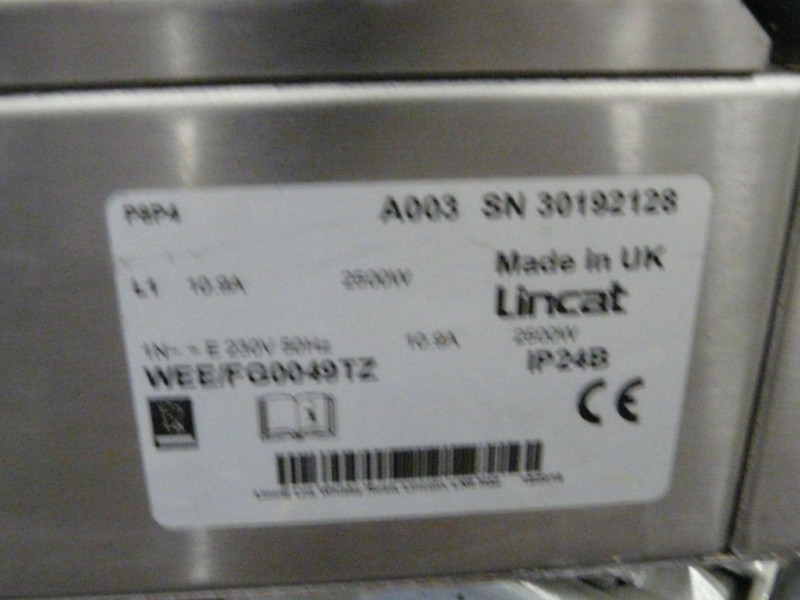 P8P4 A003 SN 30192128
Made in UK
L1 10.9A 2500W
Lincat
1N~ = E 230V 50Hz 10.9A 2500W
WEE/FG0049TZ IP24B
CE